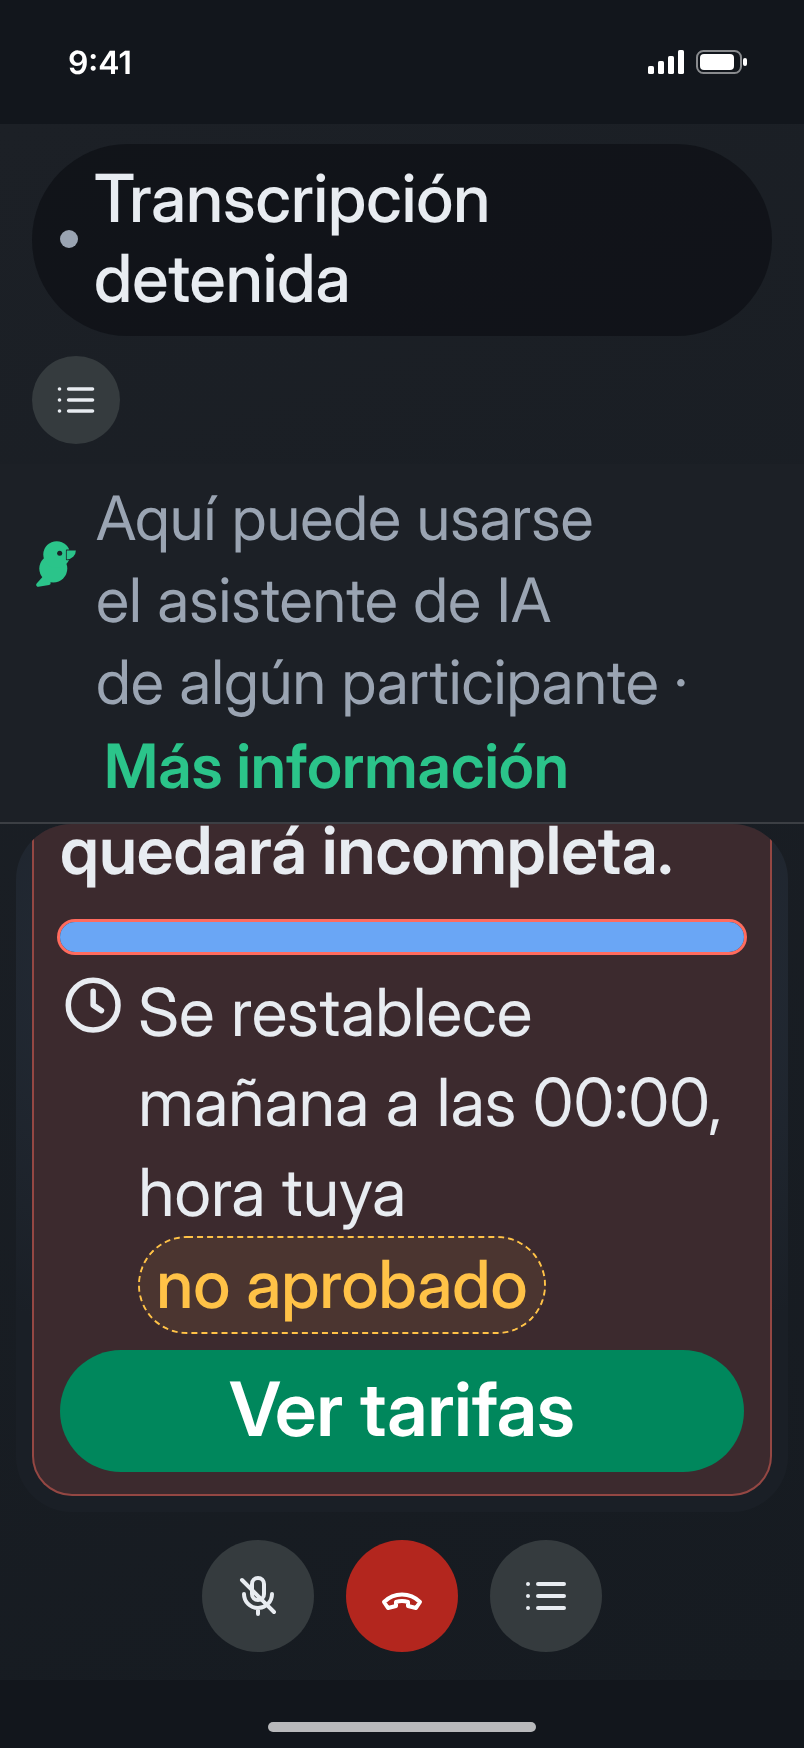 9:41
Transcripción
detenida
Aquí puede usarse
el asistente de IA
de algún participante ·
Más información
quedará incompleta.
Se restablece
mañana a las 00:00,
hora tuya
no aprobado
Ver tarifas